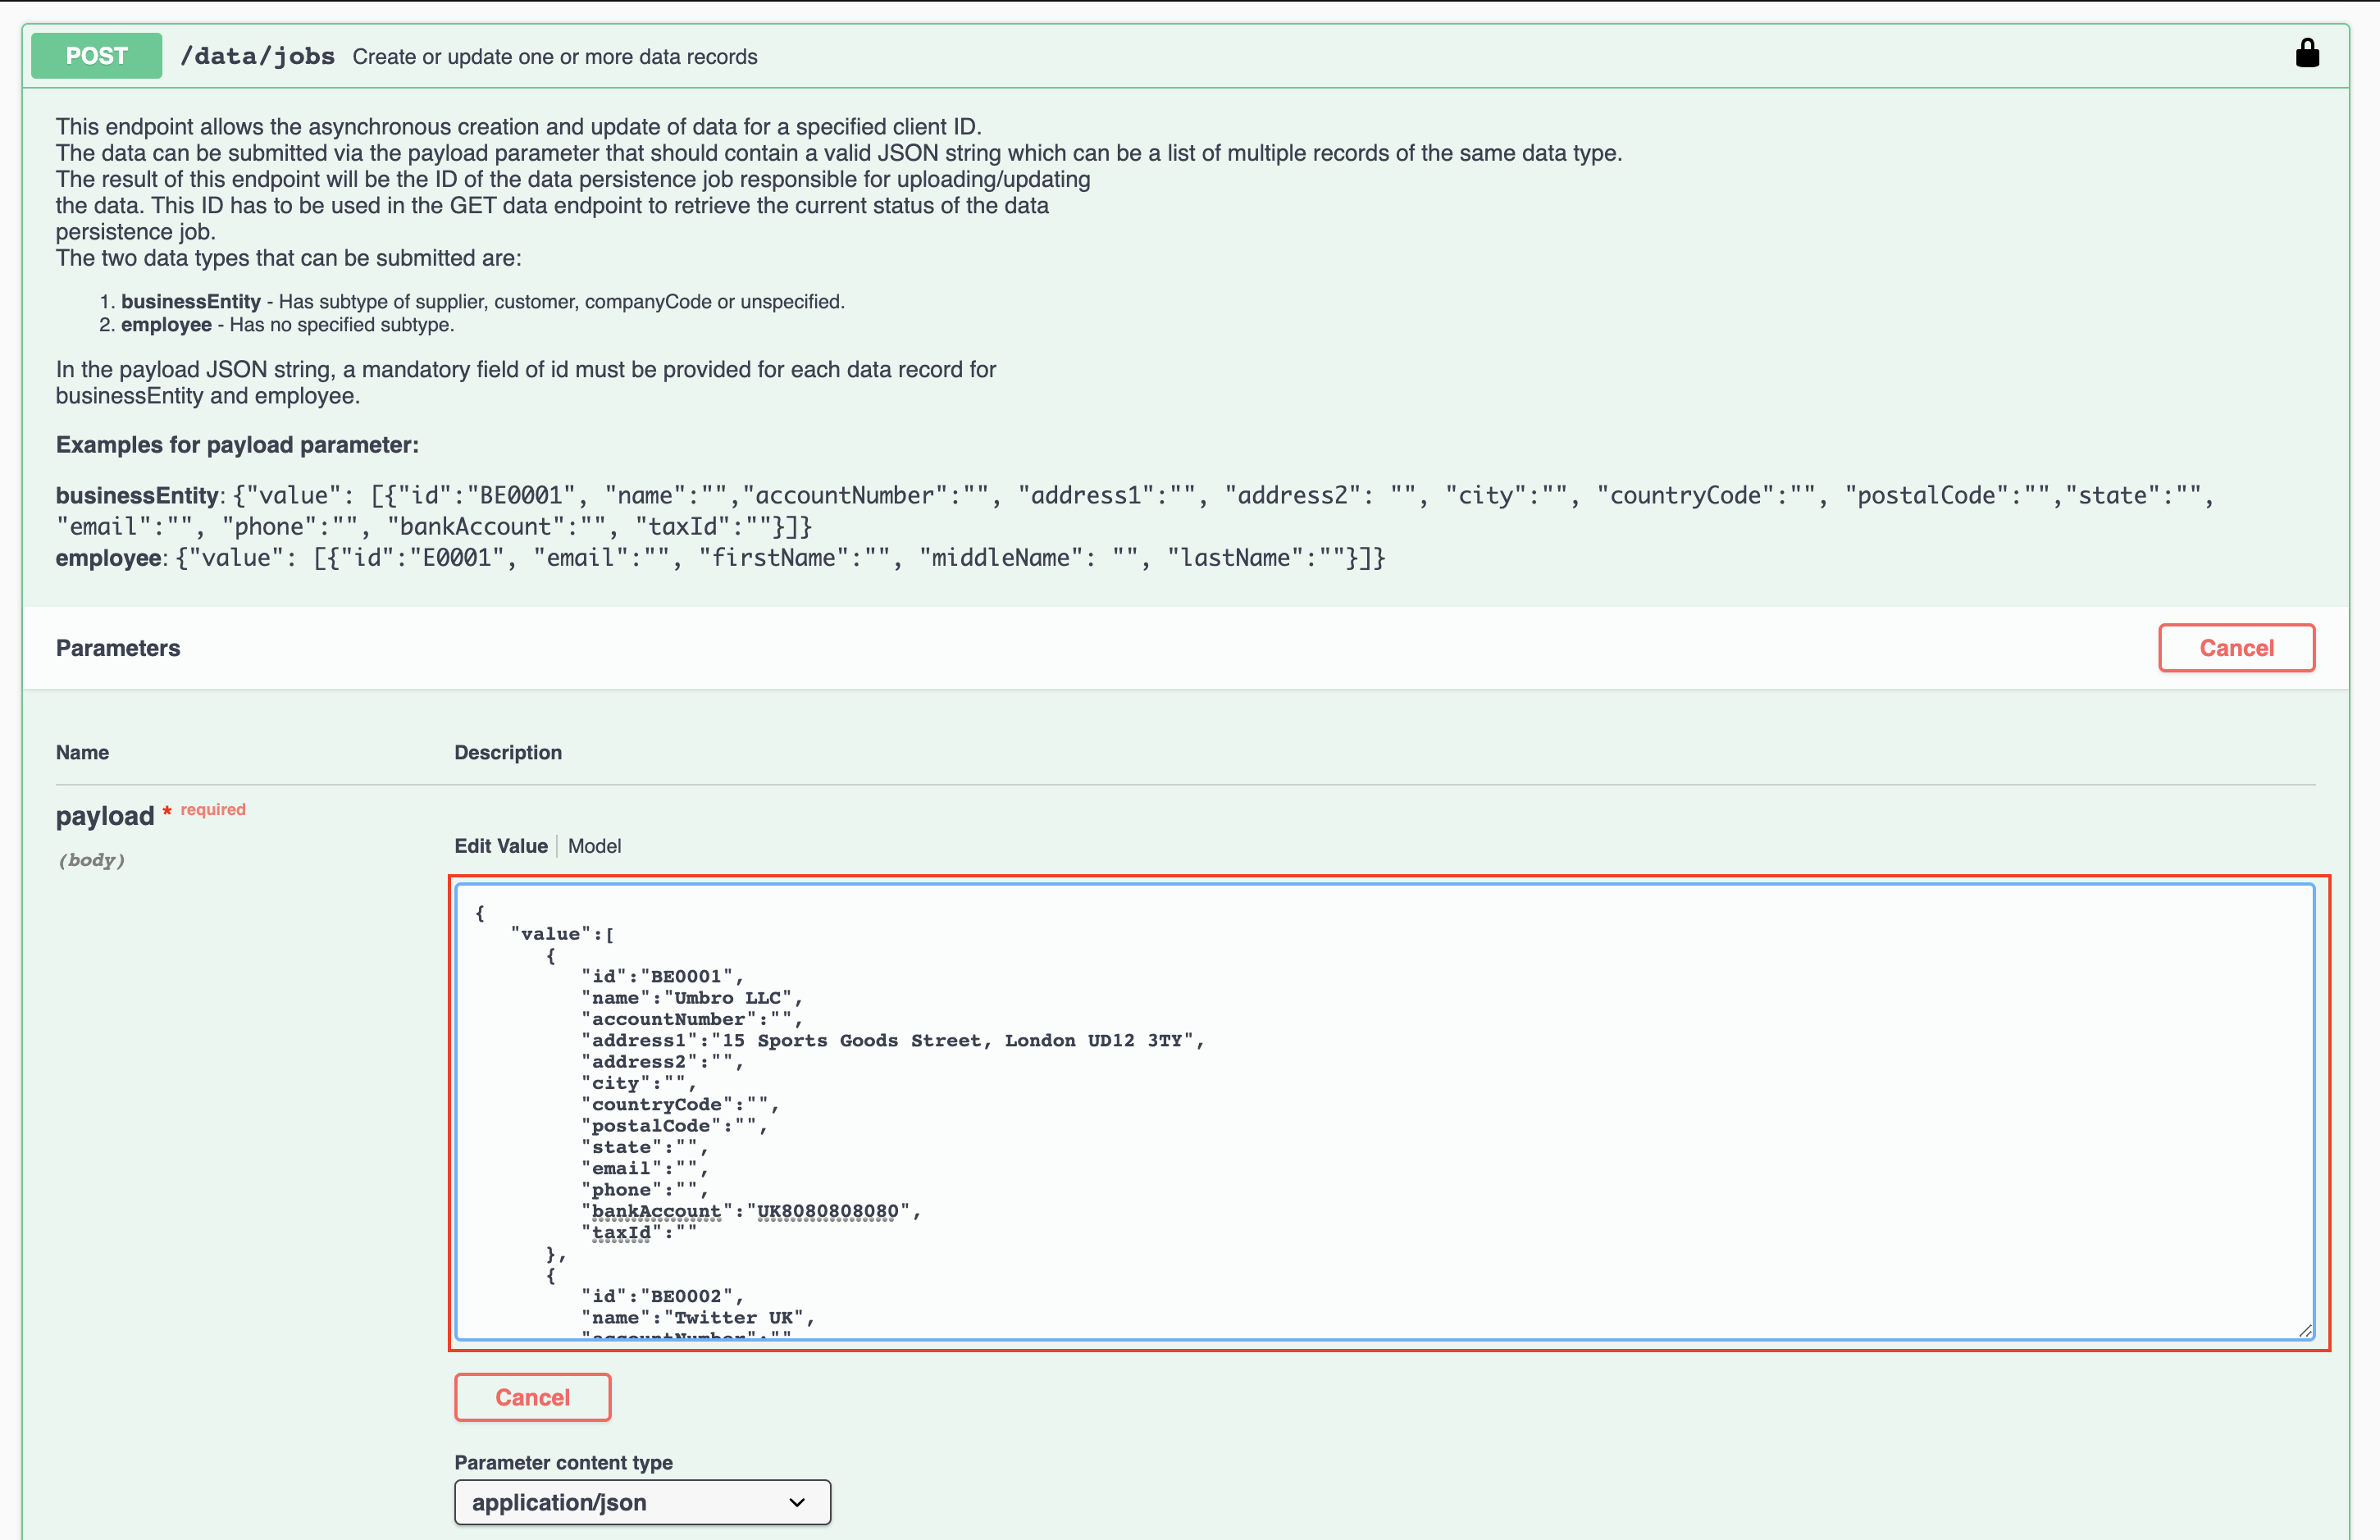 POST /data/jobs Create or update one or more data records
This endpoint allows the asynchronous creation and update of data for a specified client ID.
The data can be submitted via the payload parameter that should contain a valid JSON string which can be a list of multiple records of the same data type.
The result of this endpoint will be the ID of the data persistence job responsible for uploading/updating
the data. This ID has to be used in the GET data endpoint to retrieve the current status of the data
persistence job.
The two data types that can be submitted are:
1. businessEntity - Has subtype of supplier, customer, companyCode or unspecified.
2. employee - Has no specified subtype.
In the payload JSON string, a mandatory field of id must be provided for each data record for
businessEntity and employee.
Examples for payload parameter:
businessEntity: {"value": [{"id":"BE0001", "name":"","accountNumber":"", "address1":"", "address2": "", "city":"", "countryCode":"", "postalCode":"","state":"",
"email":"", "phone":"", "bankAccount":"", "taxId":""}]}
employee: {"value": [{"id":"E0001", "email":"", "firstName":"", "middleName": "", "lastName":""}]}
Parameters
Cancel
Name Description
payload * required
(body)
Edit Value | Model
{
"value":[
{
"id":"BE0001",
"name":"Umbro LLC",
"accountNumber":"",
"address1":"15 Sports Goods Street, London UD12 3TY",
"address2":"",
"city":"",
"countryCode":"",
"postalCode":"",
"state":"",
"email":"",
"phone":"",
"bankAccount":"UK8080808080",
"taxId":""
},
{
"id":"BE0002",
"name":"Twitter UK",
"accountNumber":""
Cancel
Parameter content type
application/json